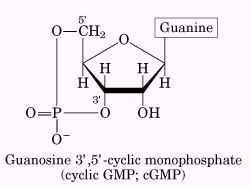 5'
O—CH₂
O
Guanine
H H H H
3'
O=P—O
OH
O⁻
Guanosine 3',5'-cyclic monophosphate
(cyclic GMP; cGMP)